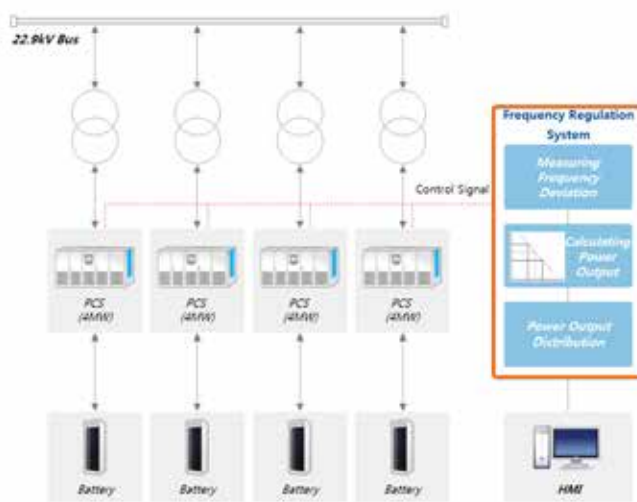 22.9kV Bus
Frequency Regulation
System
Measuring
Frequency
Deviation
Control Signal
Calculating
Power
Output
PCS
(4MW)
PCS
(4MW)
PCS
(4MW)
PCS
(4MW)
Power Output
Distribution
Battery
Battery
Battery
Battery
HMI